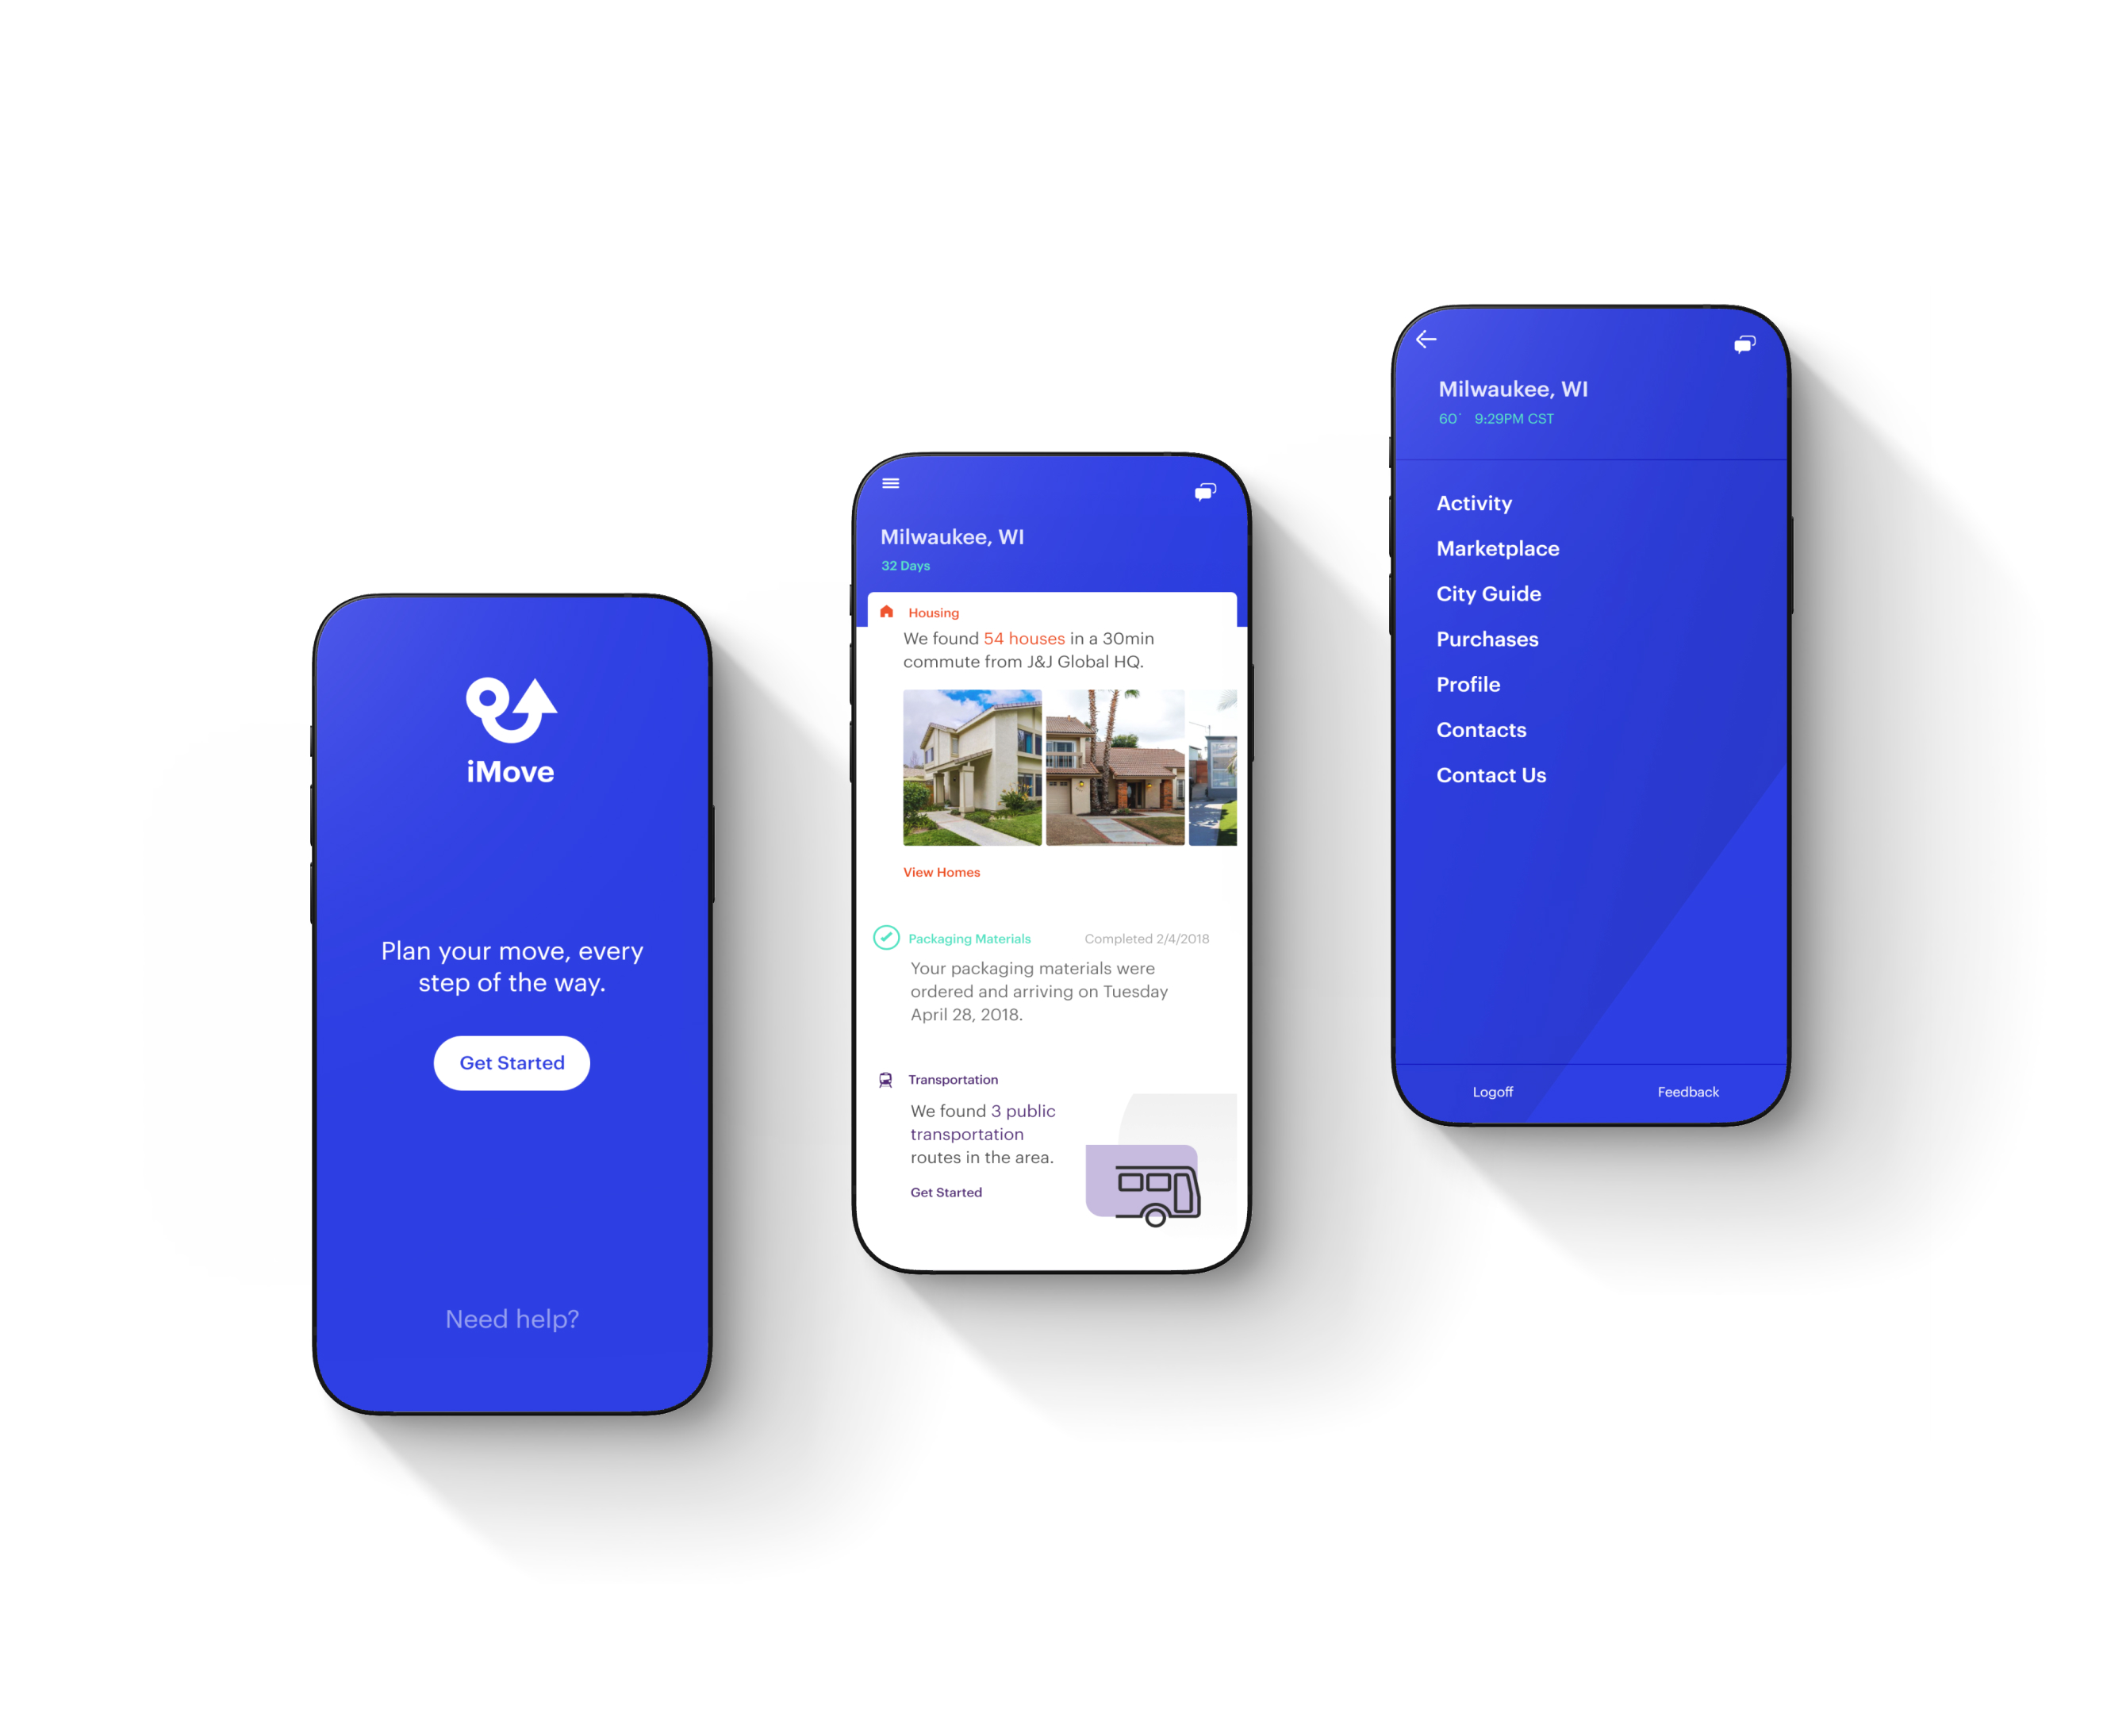 iMove
Plan your move, every
step of the way.
Get Started
Need help?
Milwaukee, WI
32 Days
Housing
We found 54 houses in a 30min
commute from J&J Global HQ.
View Homes
Packaging Materials Completed 2/4/2018
Your packaging materials were
ordered and arriving on Tuesday
April 28, 2018.
Transportation
We found 3 public
transportation
routes in the area.
Get Started
Milwaukee, WI
60° 9:29PM CST
Activity
Marketplace
City Guide
Purchases
Profile
Contacts
Contact Us
Logoff Feedback